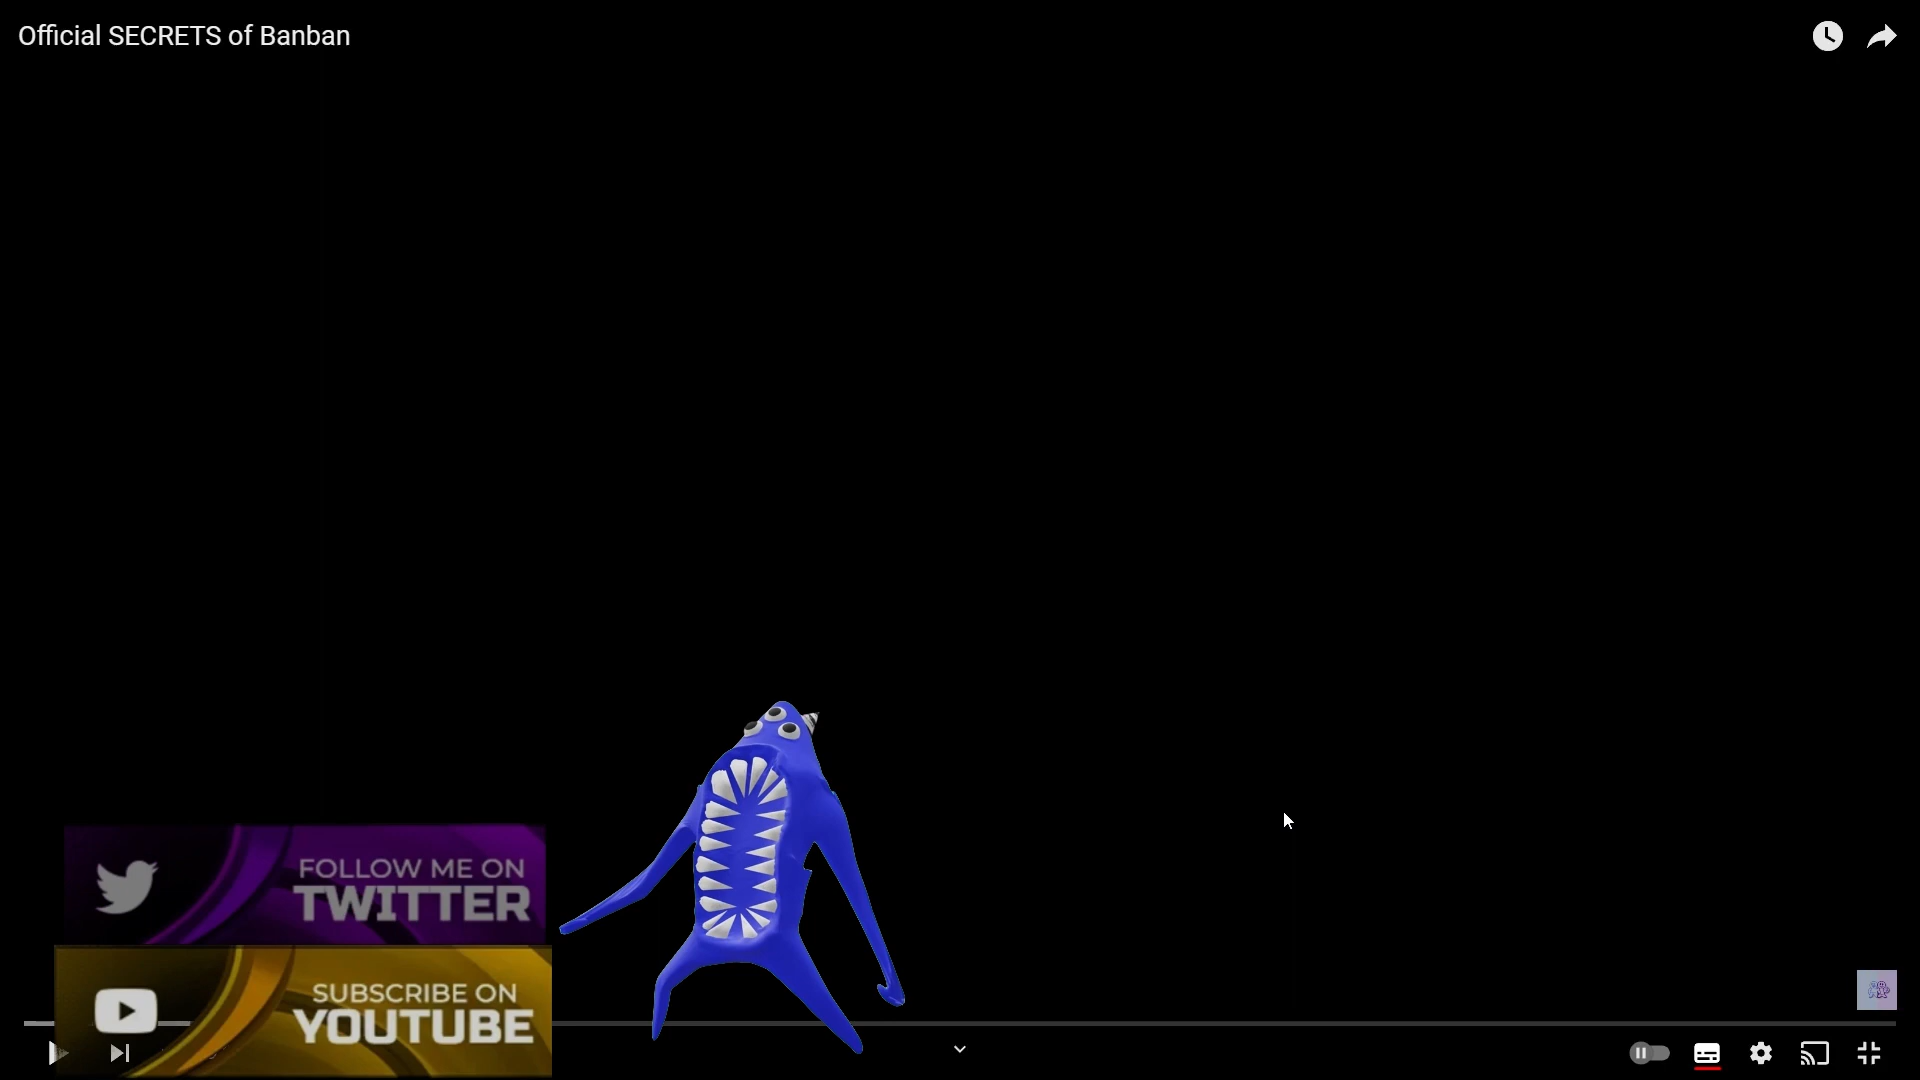 Official SECRETS of Banban
FOLLOW ME ON
TWITTER
SUBSCRIBE ON
YOUTUBE